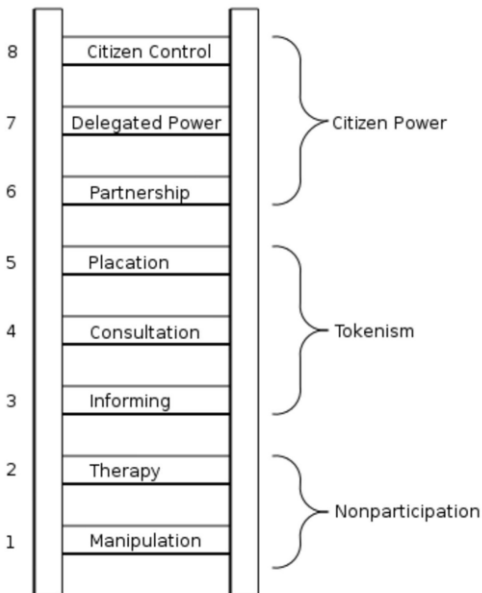 8 Citizen Control
7 Delegated Power
Citizen Power
6 Partnership
5 Placation
4 Consultation
Tokenism
3 Informing
2 Therapy
Nonparticipation
1 Manipulation